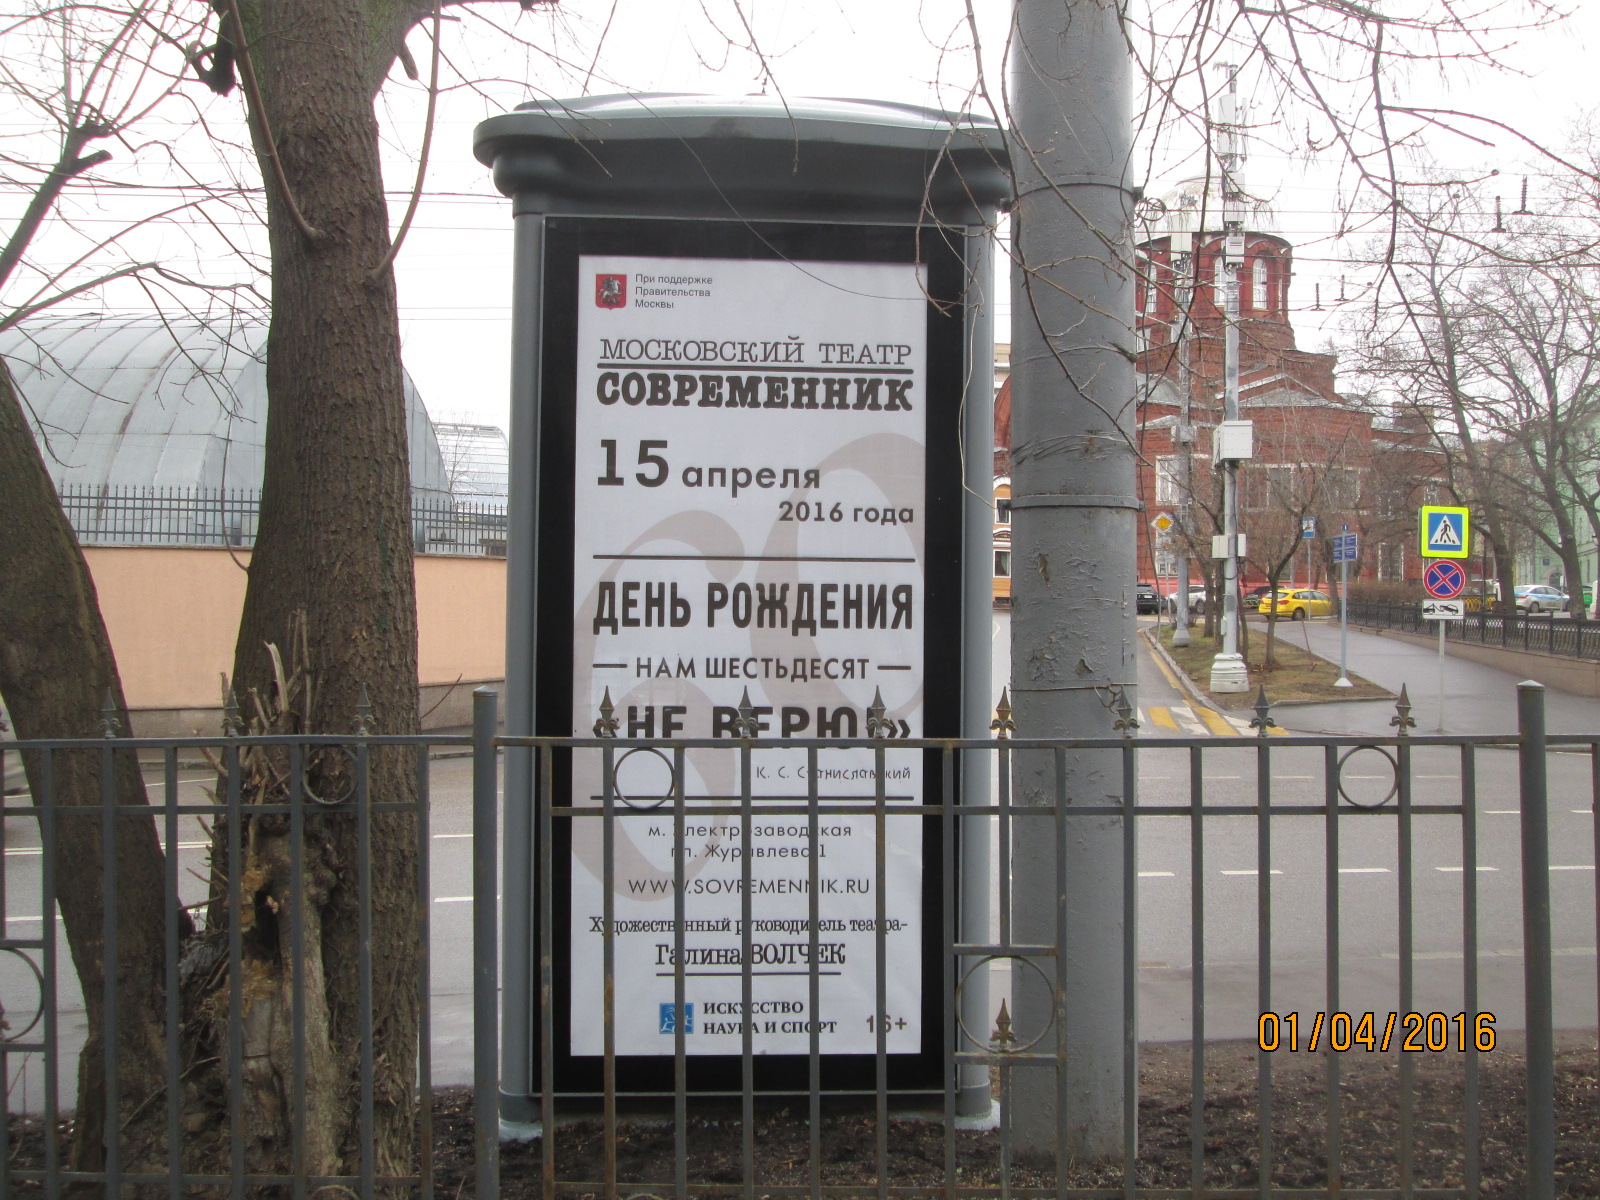 При поддержке
Правительства
Москвы
МОСКОВСКИЙ ТЕАТР
СОВРЕМЕННИК
60
15 апреля
2016 года
ДЕНЬ РОЖДЕНИЯ
— НАМ ШЕСТЬДЕСЯТ —
«НЕ ВЕРЮ!»
К. С. Станиславский
м. Электрозаводская
пл. Журавлева 1
WWW.SOVREMENNIK.RU
Художественный руководитель театра-
Галина ВОЛЧЕК
ИСКУССТВО
НАУКА И СПОРТ
16+
01/04/2016